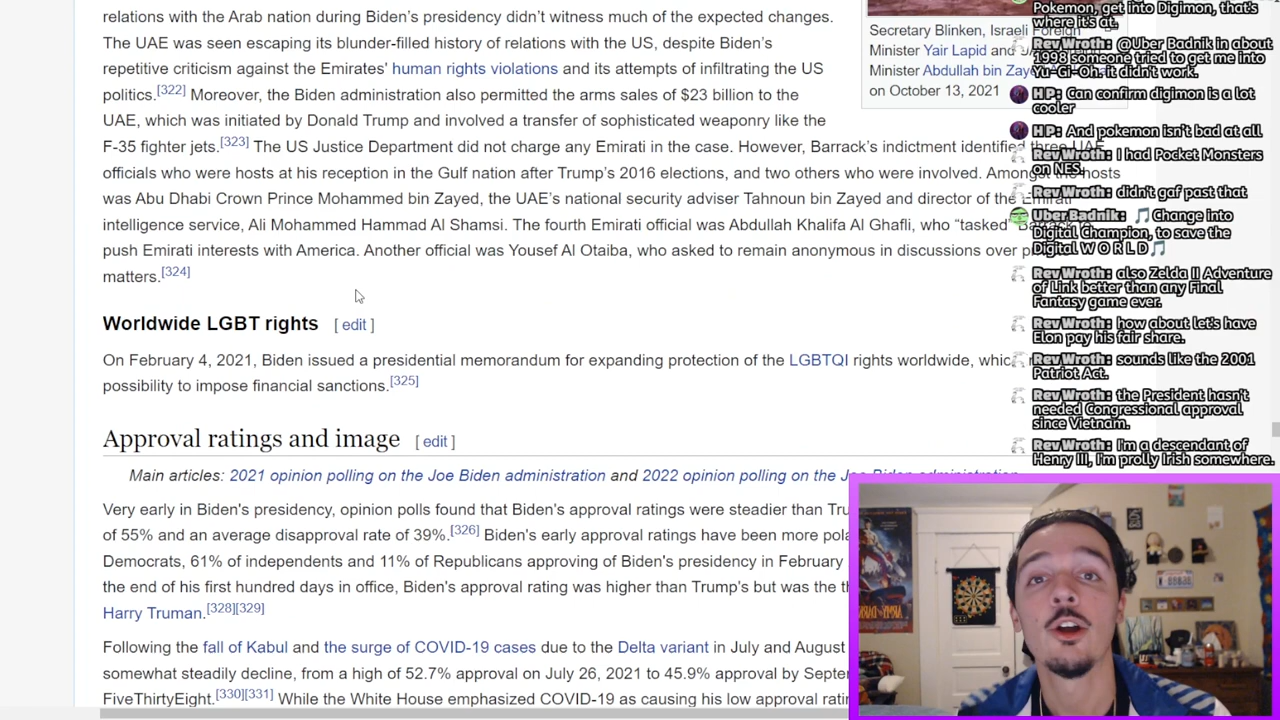 relations with the Arab nation during Biden's presidency didn't witness much of the expected changes.
The UAE was seen escaping its blunder-filled history of relations with the US, despite Biden's
repetitive criticism against the Emirates' human rights violations and its attempts of infiltrating the US
politics.[322] Moreover, the Biden administration also permitted the arms sales of $23 billion to the
UAE, which was initiated by Donald Trump and involved a transfer of sophisticated weaponry like the
F-35 fighter jets.[323] The US Justice Department did not charge any Emirati in the case. However, Barrack's indictment identified three UAE
officials who were hosts at his reception in the Gulf nation after Trump's 2016 elections, and two others who were involved. Amongst the hosts
was Abu Dhabi Crown Prince Mohammed bin Zayed, the UAE's national security adviser Tahnoun bin Zayed and director of the Emirati
intelligence service, Ali Mohammed Hammad Al Shamsi. The fourth Emirati official was Abdullah Khalifa Al Ghafli, who “tasked”
push Emirati interests with America. Another official was Yousef Al Otaiba, who asked to remain anonymous in discussions over
matters.[324]
Secretary Blinken, Israeli Foreign
Minister Yair Lapid and
Minister Abdullah bin Zayed
on October 13, 2021
Worldwide LGBT rights [ edit ]
On February 4, 2021, Biden issued a presidential memorandum for expanding protection of the LGBTQI rights worldwide,
possibility to impose financial sanctions.[325]
Approval ratings and image [ edit ]
Main articles: 2021 opinion polling on the Joe Biden administration and 2022 opinion polling on the Joe Biden administration
Very early in Biden's presidency, opinion polls found that Biden's approval ratings were steadier than
of 55% and an average disapproval rate of 39%.[326] Biden's early approval ratings have been more
Democrats, 61% of independents and 11% of Republicans approving of Biden's presidency in February
the end of his first hundred days in office, Biden's approval rating was higher than Trump's but was the
Harry Truman.[328][329]
Following the fall of Kabul and the surge of COVID-19 cases due to the Delta variant in July and August
somewhat steadily decline, from a high of 52.7% approval on July 26, 2021 to 45.9% approval by
FiveThirtyEight.[330][331] While the White House emphasized COVID-19 as causing his low approval
Pokemon, get into Digimon, that's
where it's at.
RevWroth: @Uber Badnik in about
1998 someone tried to get me into
Yu-Gi-Oh. it didn't work.
H P: Can confirm digimon is a lot
cooler
H P: And pokemon isn't bad at all
RevWroth: I had Pocket Monsters
on NES.
RevWroth: didn't gaf past that
Uber Badnik: 🎵Change into
Digital Champion, to save the
Digital W O R L D🎵
RevWroth: also Zelda II Adventure
of Link better than any Final
Fantasy game ever.
RevWroth: how about let's have
Elon pay his fair share.
RevWroth: sounds like the 2001
Patriot Act.
RevWroth: the President hasn't
needed Congressional approval
since Vietnam.
RevWroth: I'm a descendant of
Henry III, I'm prolly Irish somewhere.